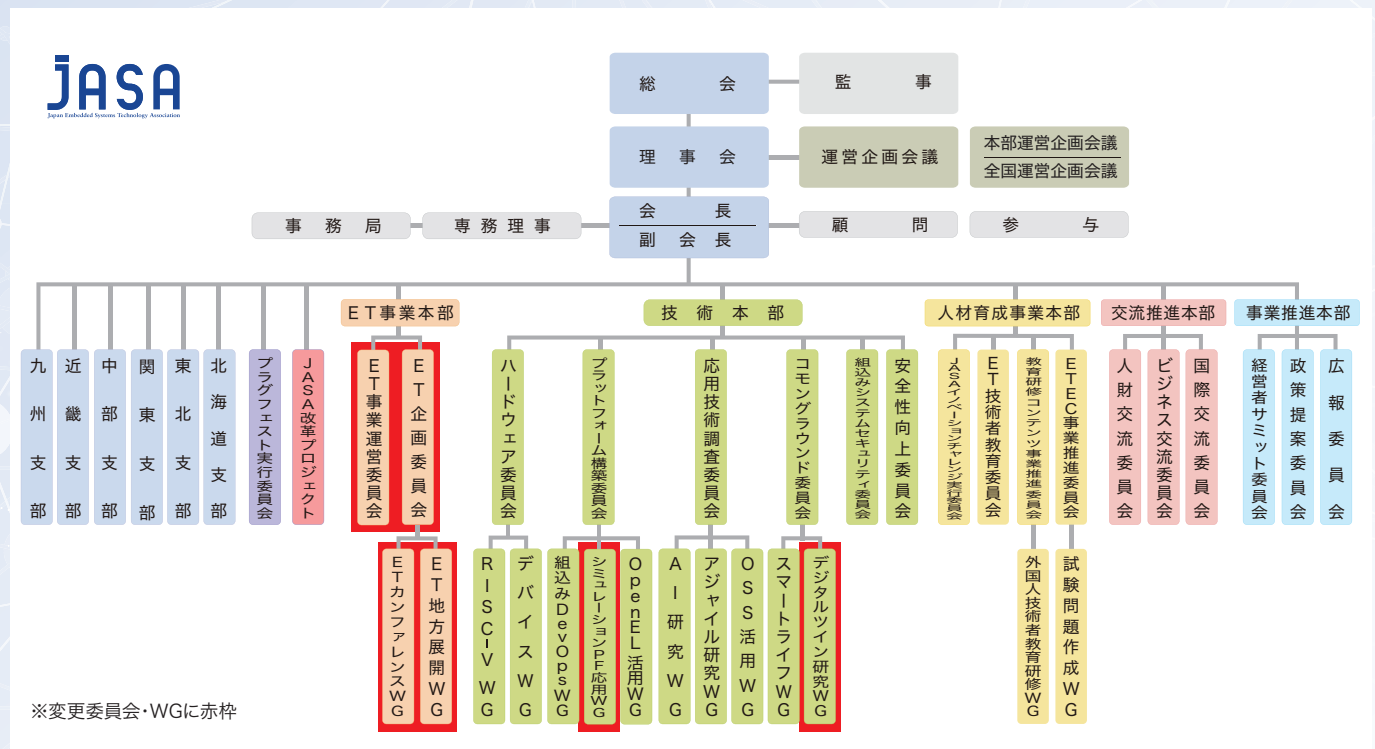 JASA
Japan Embedded Systems Technology Association
総会
監事
理事会
運営企画会議
本部運営企画会議
全国運営企画会議
事務局
専務理事
会長
副会長
顧問
参与
ET事業本部
技術本部
人材育成事業本部
交流推進本部
事業推進本部
九州支部
近畿支部
中部支部
関東支部
東北支部
北海道支部
プラグフェスト実行委員会
JASA改革プロジェクト
ET事業運営委員会
ET企画委員会
ハードウェア委員会
プラットフォーム構築委員会
応用技術調査委員会
コモングラウンド委員会
組込みシステムセキュリティ委員会
安全性向上委員会
JASAイノベーションチャレンジ実行委員会
ET技術者教育委員会
教育研修コンテンツ事業推進委員会
ETEC事業推進委員会
人財交流委員会
ビジネス交流委員会
国際交流委員会
経営者サミット委員会
政策提案委員会
広報委員会
ETカンファレンスWG
ET地方展開WG
RISC-V WG
デバイスWG
組込みDevOpsWG
シミュレーションPF応用WG
OpenEL活用WG
AI研究WG
アジャイル研究WG
OSS活用WG
スマートライフWG
デジタルツイン研究WG
外国人技術者教育研修WG
試験問題作成WG
※変更委員会・WGに赤枠